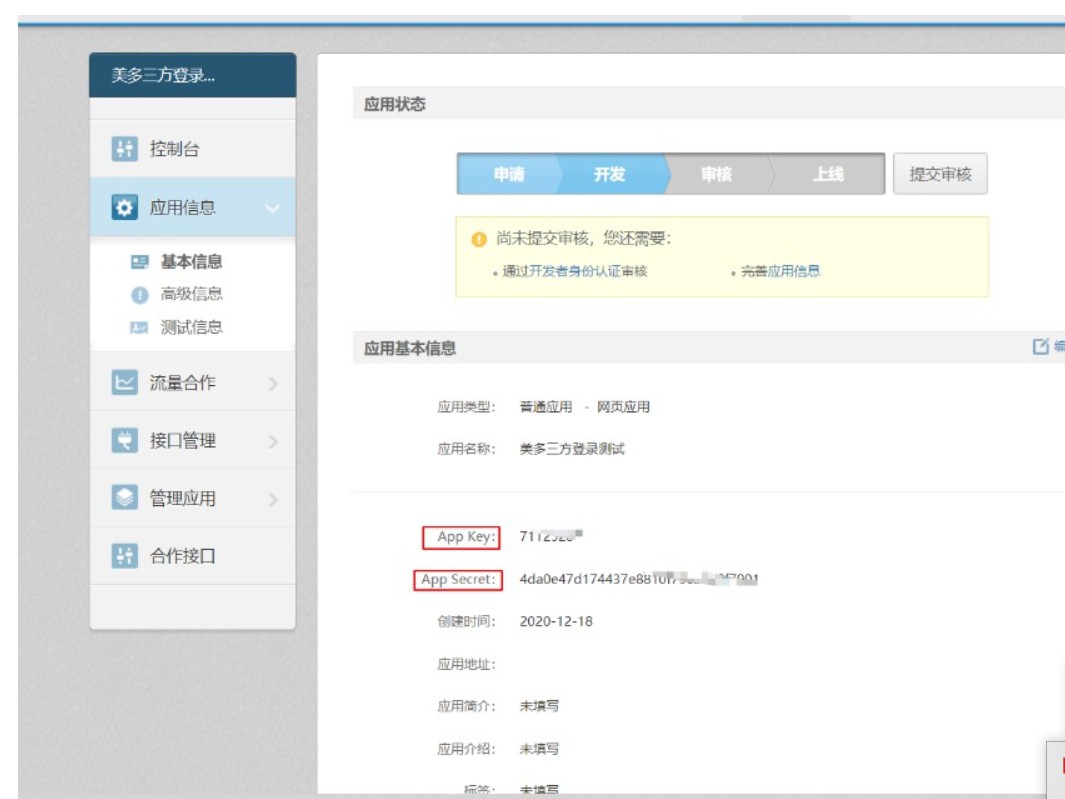 美多三方登录...
控制台
应用信息
基本信息
高级信息
测试信息
流量合作
接口管理
管理应用
合作接口
应用状态
申请 开发 审核 上线 提交审核
尚未提交审核，您还需要：
• 通过开发者身份认证审核 • 完善应用信息
应用基本信息
应用类型： 普通应用 - 网页应用
应用名称： 美多三方登录测试
App Key:
App Secret:
创建时间： 2020-12-18
应用地址：
应用简介： 未填写
应用介绍： 未填写
标签： 未填写